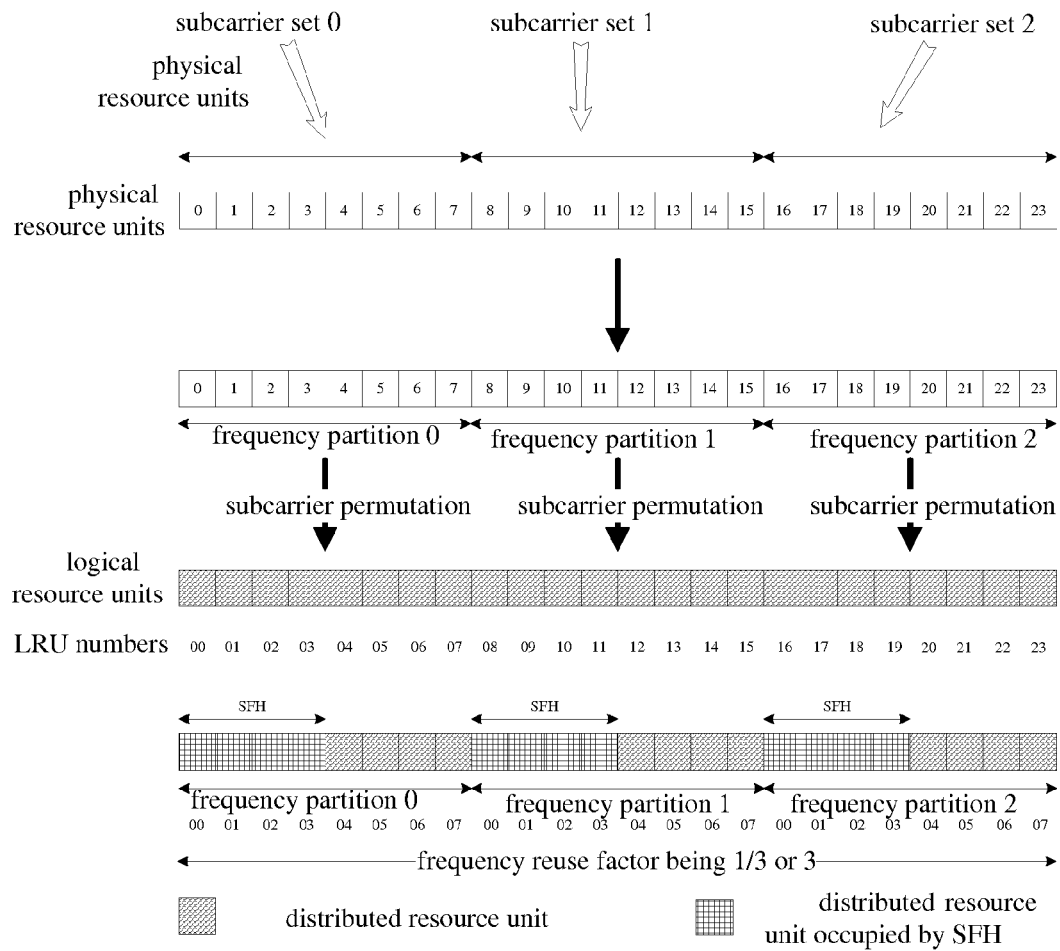 subcarrier set 0 subcarrier set 1 subcarrier set 2
physical
resource units
physical
resource units
0 1 2 3 4 5 6 7 8 9 10 11 12 13 14 15 16 17 18 19 20 21 22 23
0 1 2 3 4 5 6 7 8 9 10 11 12 13 14 15 16 17 18 19 20 21 22 23
frequency partition 0 frequency partition 1 frequency partition 2
subcarrier permutation subcarrier permutation subcarrier permutation
logical
resource units
LRU numbers 00 01 02 03 04 05 06 07 08 09 10 11 12 13 14 15 16 17 18 19 20 21 22 23
SFH SFH SFH
frequency partition 0 frequency partition 1 frequency partition 2
00 01 02 03 04 05 06 07 00 01 02 03 04 05 06 07 00 01 02 03 04 05 06 07
frequency reuse factor being 1/3 or 3
distributed resource unit
distributed resource
unit occupied by SFH